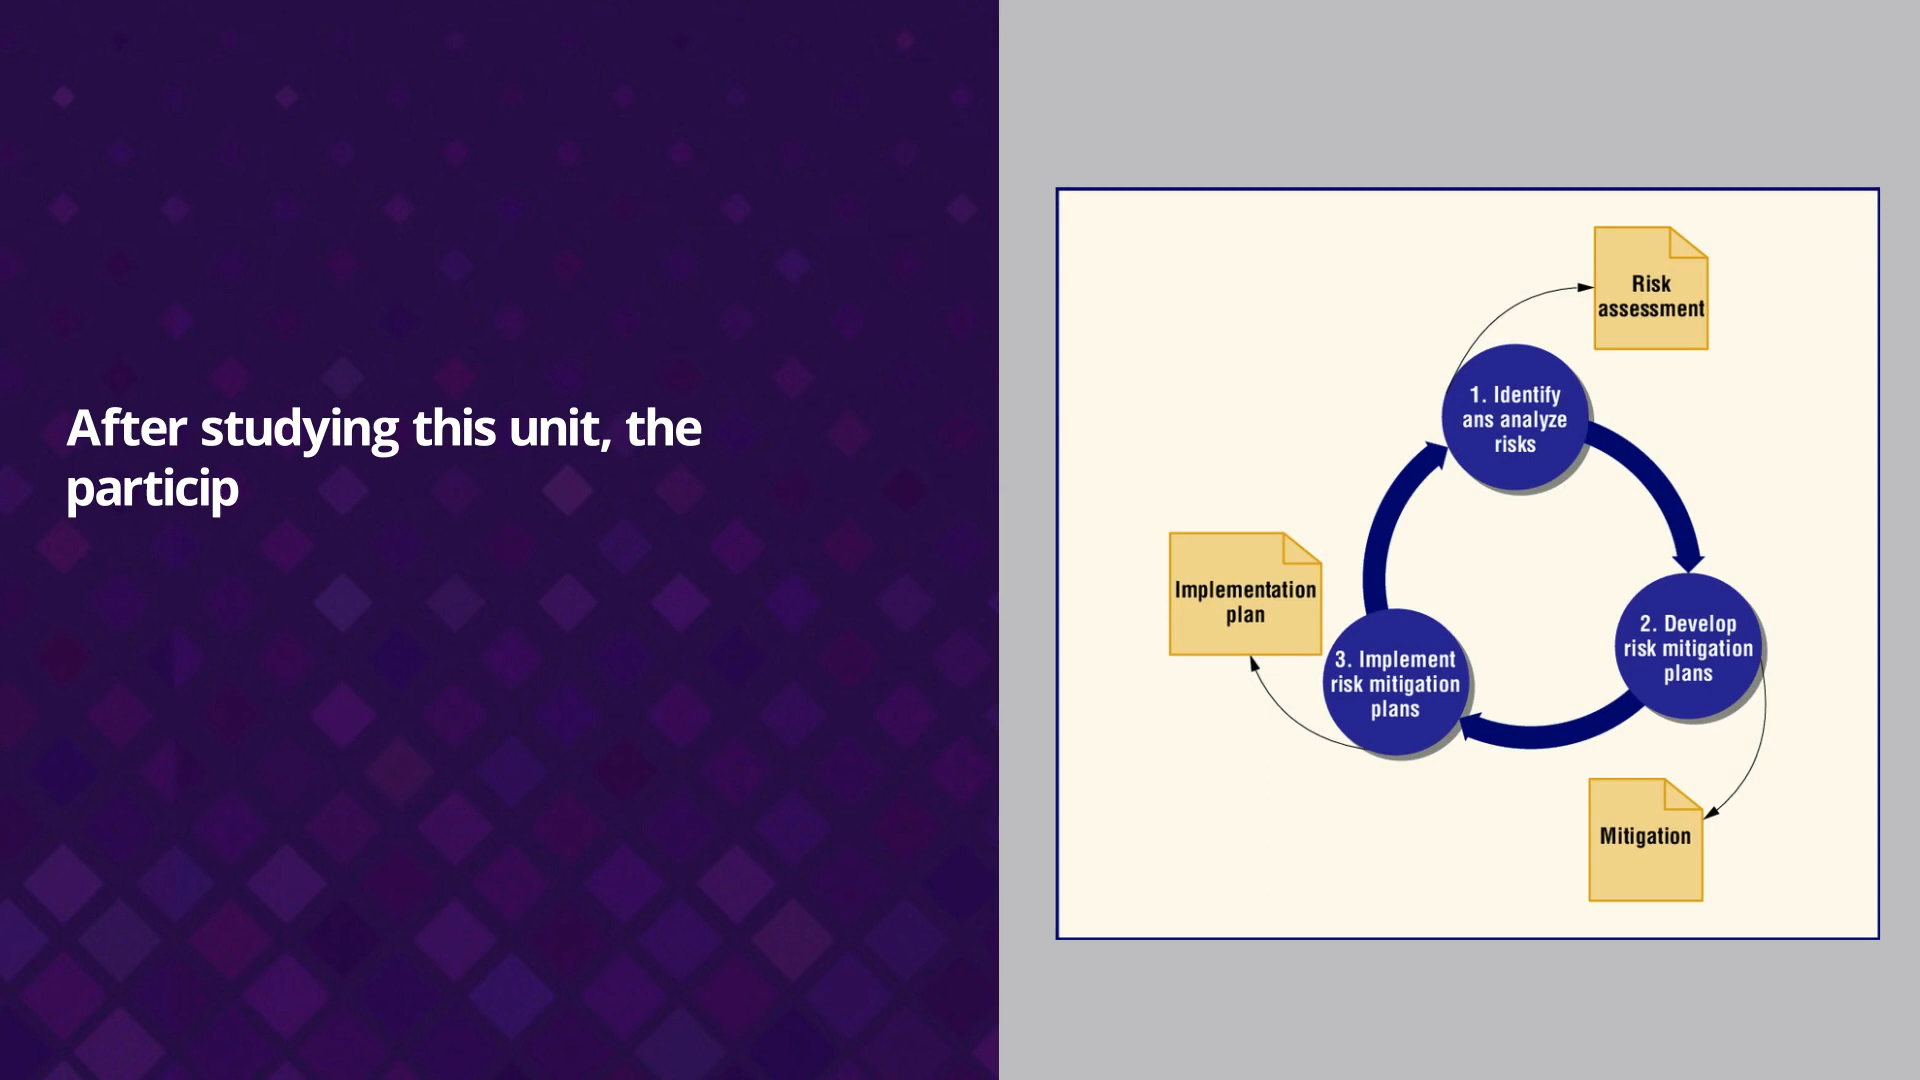 After studying this unit, the
particip
Risk
assessment
1. Identify
ans analyze
risks
Implementation
plan
2. Develop
risk mitigation
plans
3. Implement
risk mitigation
plans
Mitigation